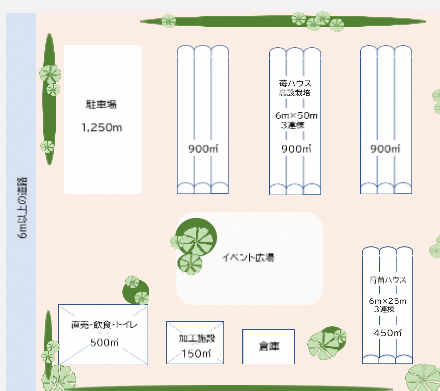 駐車場
1,250㎡
900㎡
苺ハウス
高設栽培
6m×50m
3連棟
900㎡
900㎡
6m以上の道路
イベント広場
育苗ハウス
6m×25m
3連棟
450㎡
直売・飲食・トイレ
500㎡
加工施設
150㎡
倉庫